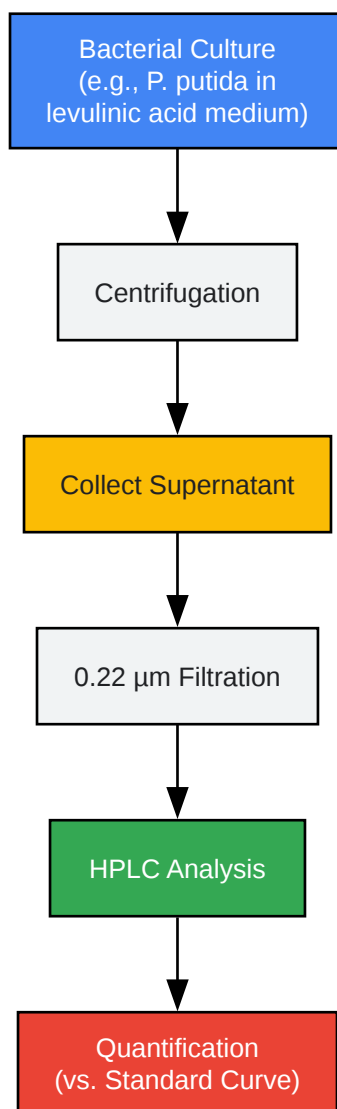 Bacterial Culture
(e.g., P. putida in
levulinic acid medium)
Centrifugation
Collect Supernatant
0.22 µm Filtration
HPLC Analysis
Quantification
(vs. Standard Curve)